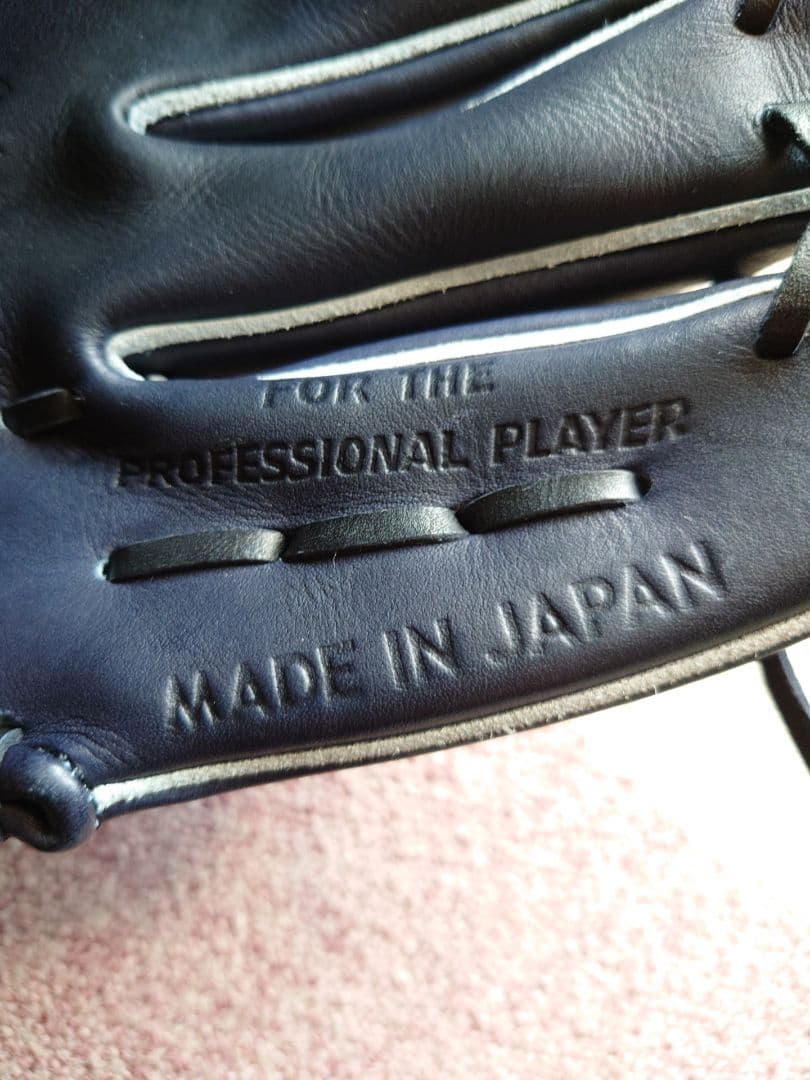 FOR THE
PROFESSIONAL PLAYER
MADE IN JAPAN